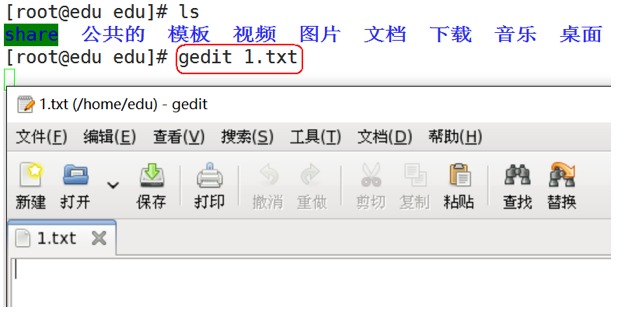 [root@edu edu]# ls
share 公共的 模板 视频 图片 文档 下载 音乐 桌面
[root@edu edu]# gedit 1.txt
1.txt (/home/edu) - gedit
文件(F) 编辑(E) 查看(V) 搜索(S) 工具(T) 文档(D) 帮助(H)
新建 打开 保存 打印 撤消 重做 剪切 复制 粘贴 查找 替换
1.txt